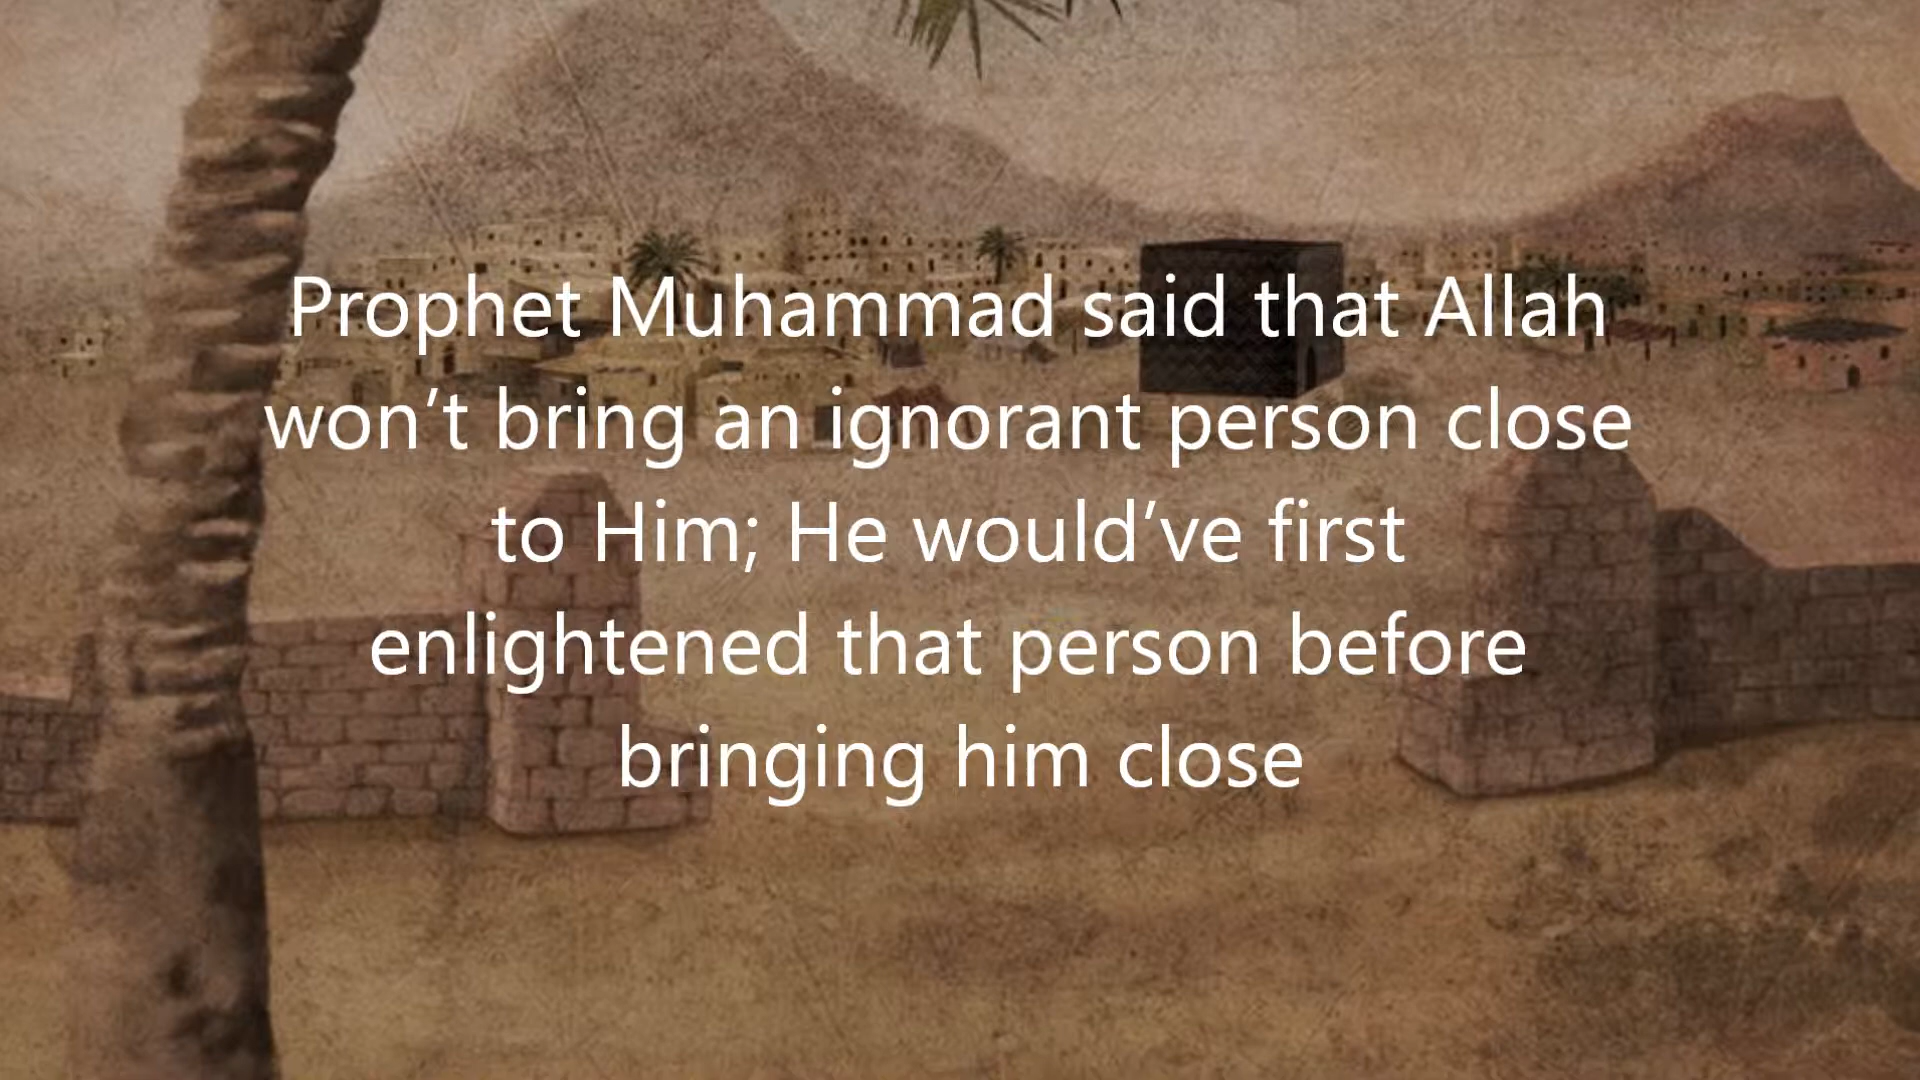 Prophet Muhammad said that Allah
won’t bring an ignorant person close
to Him; He would’ve first
enlightened that person before
bringing him close